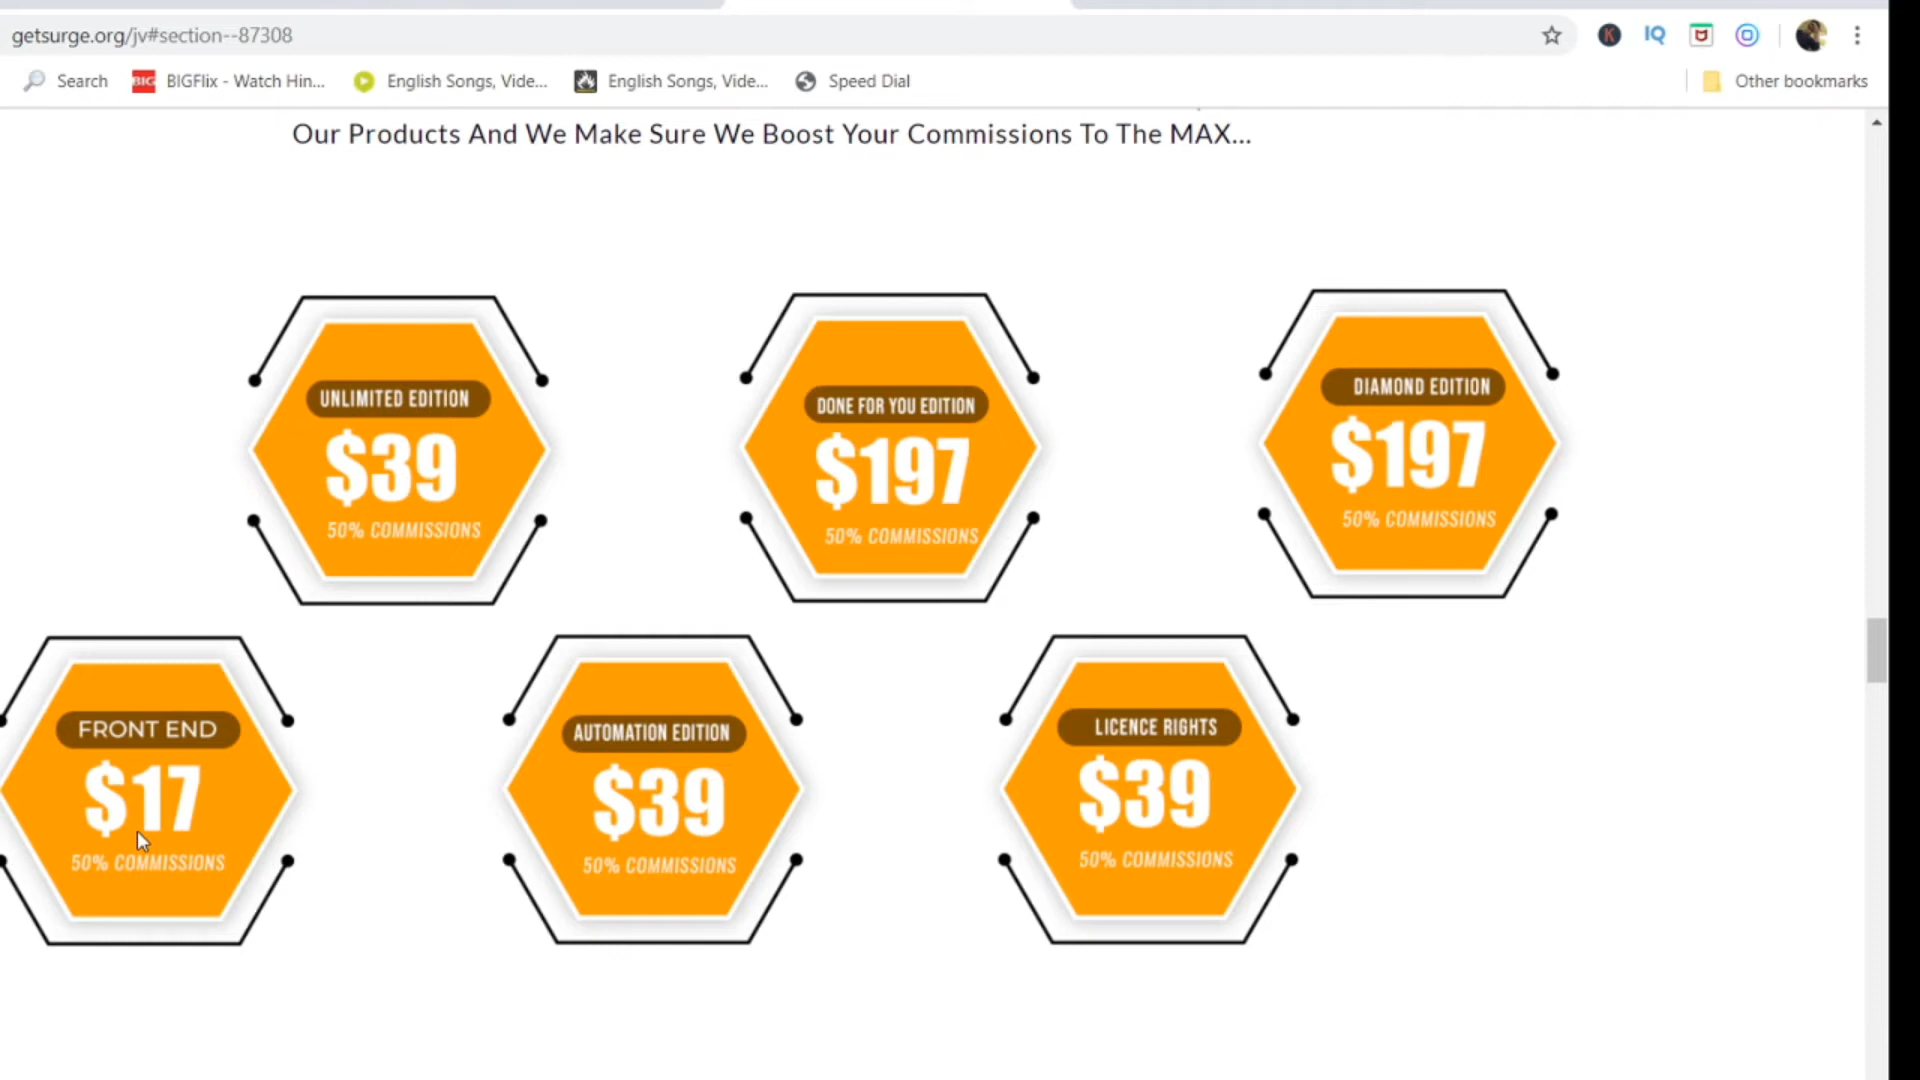 getsurge.org/jv#section--87308
K
IQ
Search
BIG
BIGFlix - Watch Hin...
English Songs, Vide...
English Songs, Vide...
Speed Dial
Other bookmarks
Our Products And We Make Sure We Boost Your Commissions To The MAX...
UNLIMITED EDITION
$39
50% COMMISSIONS
DONE FOR YOU EDITION
$197
50% COMMISSIONS
DIAMOND EDITION
$197
50% COMMISSIONS
FRONT END
$17
50% COMMISSIONS
AUTOMATION EDITION
$39
50% COMMISSIONS
LICENCE RIGHTS
$39
50% COMMISSIONS